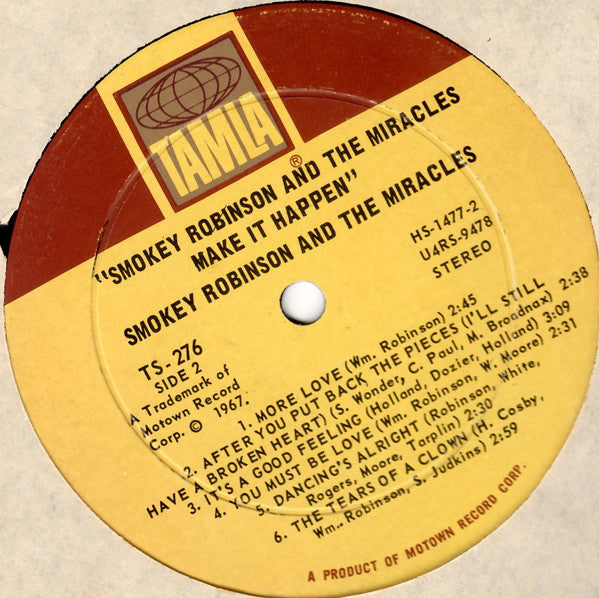 TAMLA
®
"SMOKEY ROBINSON AND THE MIRACLES
MAKE IT HAPPEN"
SMOKEY ROBINSON AND THE MIRACLES
TS. 276
SIDE 2
A Trademark of
Motown Record
Corp. © 1967.
HS-1477-2
U4RS-9478
STEREO
1. MORE LOVE (Wm. Robinson) 2:45
2. AFTER YOU PUT BACK THE PIECES (I'LL STILL
HAVE A BROKEN HEART) (S. Wonder, C. Paul, M. Broadnax) 2:38
3. IT'S A GOOD FEELING (Holland, Dozier, Holland) 3:09
4. YOU MUST BE LOVE (Wm. Robinson, W. Moore) 2:31
5. DANCING'S ALRIGHT (Robinson, White,
Rogers, Moore, Tarplin) 2:30
6. THE TEARS OF A CLOWN (H. Cosby,
Wm. Robinson, S. Judkins) 2:59
A PRODUCT OF MOTOWN RECORD CORP.